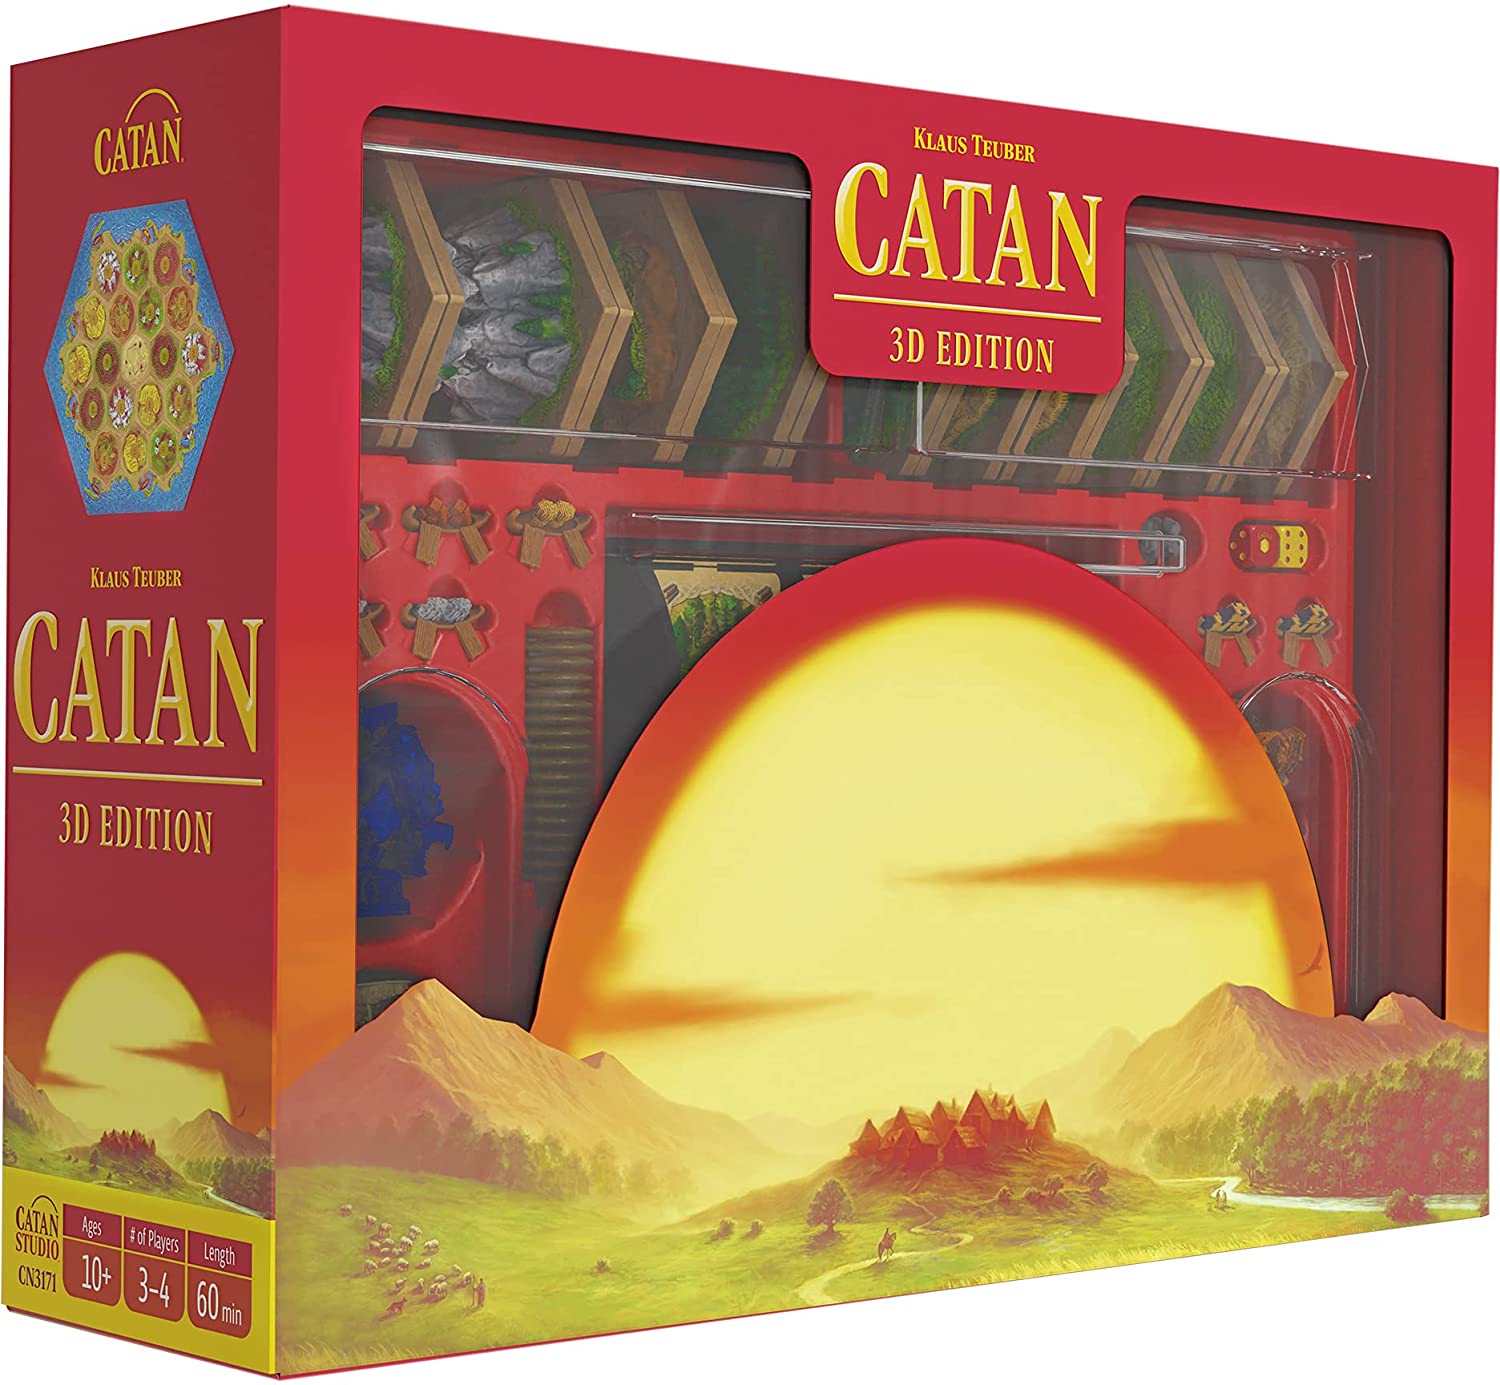 CATAN
KLAUS TEUBER
CATAN
3D EDITION
CATAN
STUDIO
CN3171
Ages
10+
# of Players
3-4
Length
60 min
KLAUS TEUBER
CATAN
3D EDITION